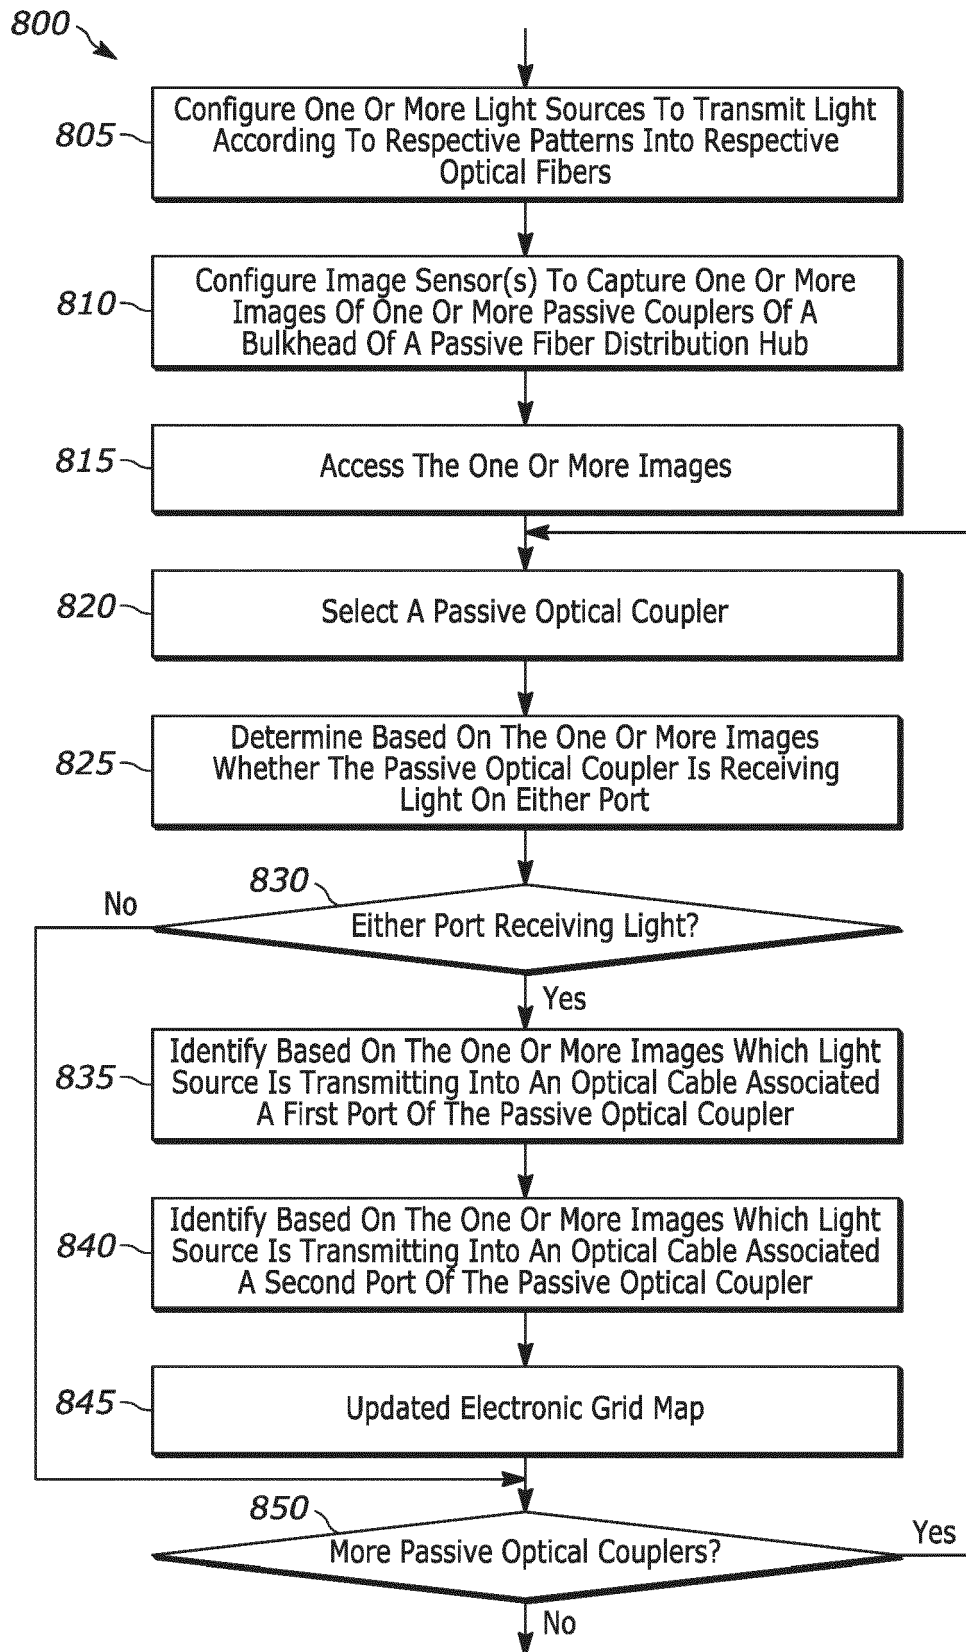 800
805
Configure One Or More Light Sources To Transmit Light
According To Respective Patterns Into Respective
Optical Fibers
810
Configure Image Sensor(s) To Capture One Or More
Images Of One Or More Passive Couplers Of A
Bulkhead Of A Passive Fiber Distribution Hub
815
Access The One Or More Images
820
Select A Passive Optical Coupler
825
Determine Based On The One Or More Images
Whether The Passive Optical Coupler Is Receiving
Light On Either Port
830
No
Either Port Receiving Light?
Yes
835
Identify Based On The One Or More Images Which Light
Source Is Transmitting Into An Optical Cable Associated
A First Port Of The Passive Optical Coupler
840
Identify Based On The One Or More Images Which Light
Source Is Transmitting Into An Optical Cable Associated
A Second Port Of The Passive Optical Coupler
845
Updated Electronic Grid Map
850
More Passive Optical Couplers?
Yes
No